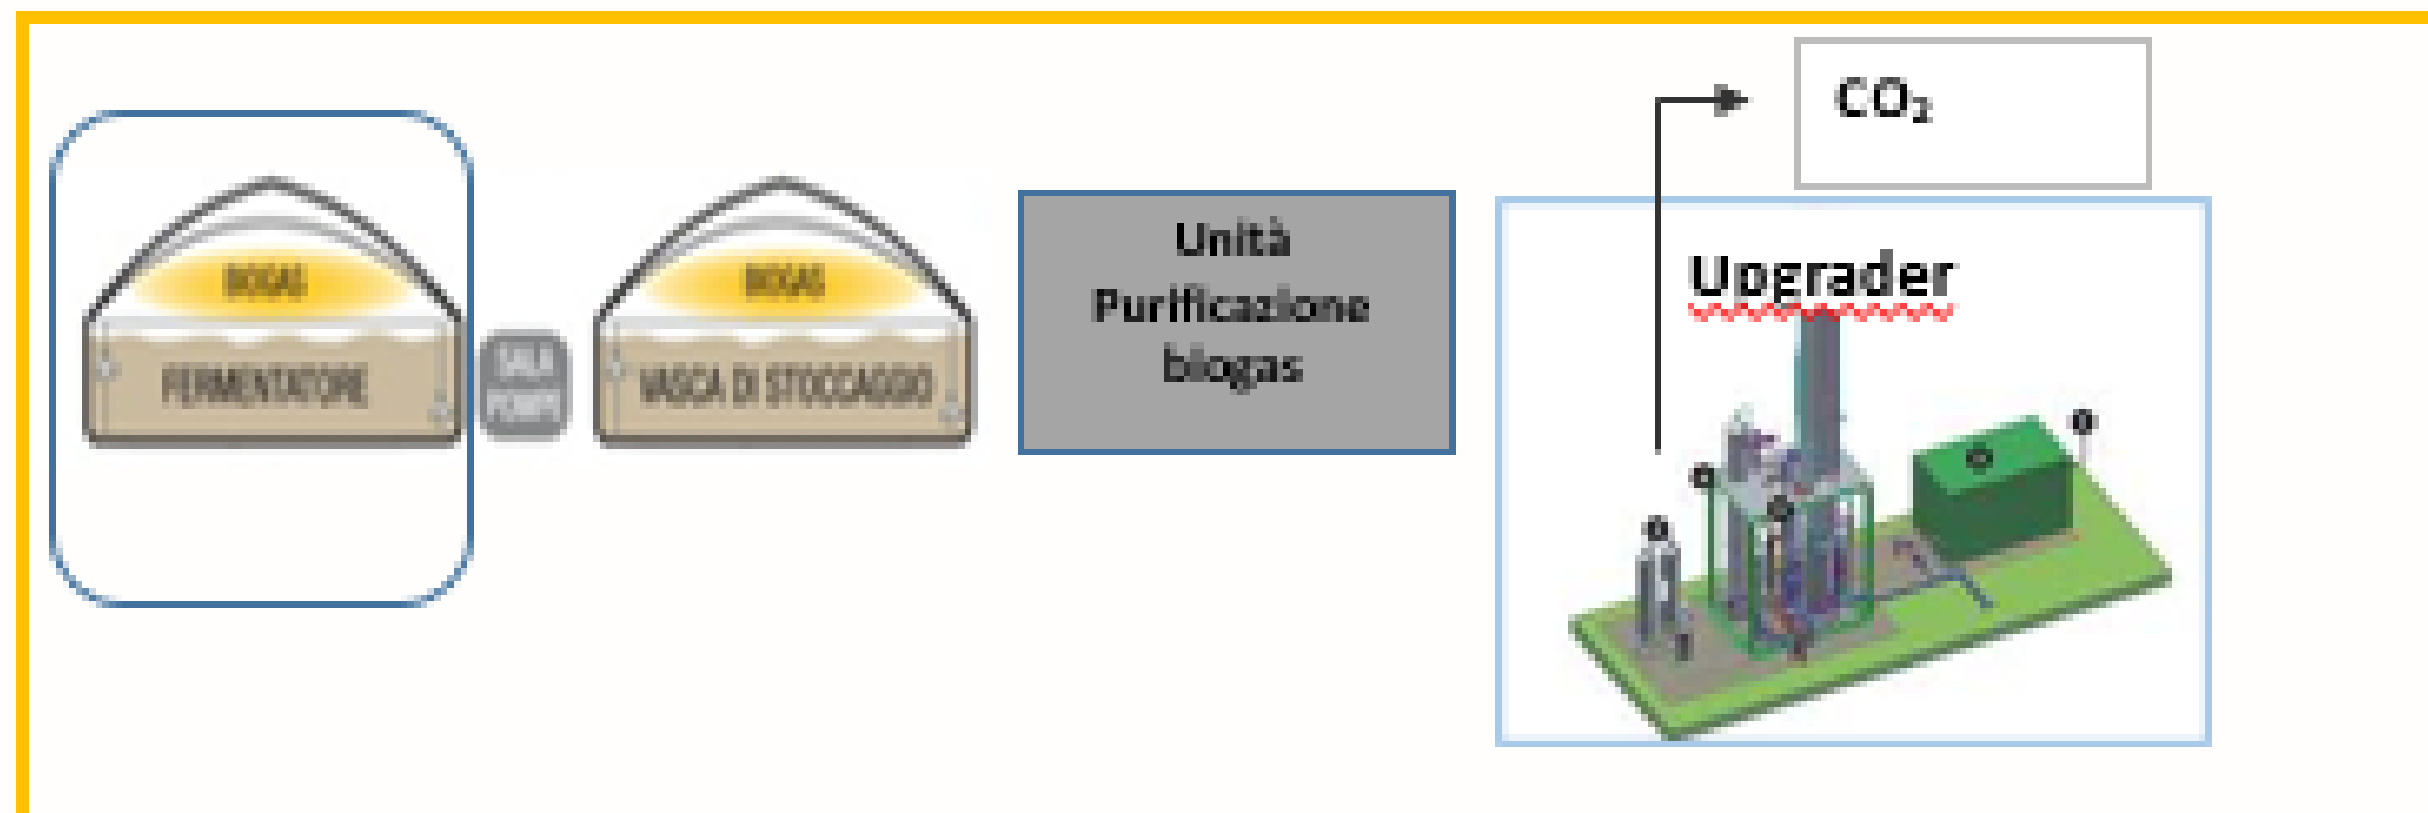 CO₂
BIOGAS
BIOGAS
Unità
Purificazione
biogas
Upgrader
FERMENTATORE
SALA
POMPE
VASCA DI STOCCAGGIO